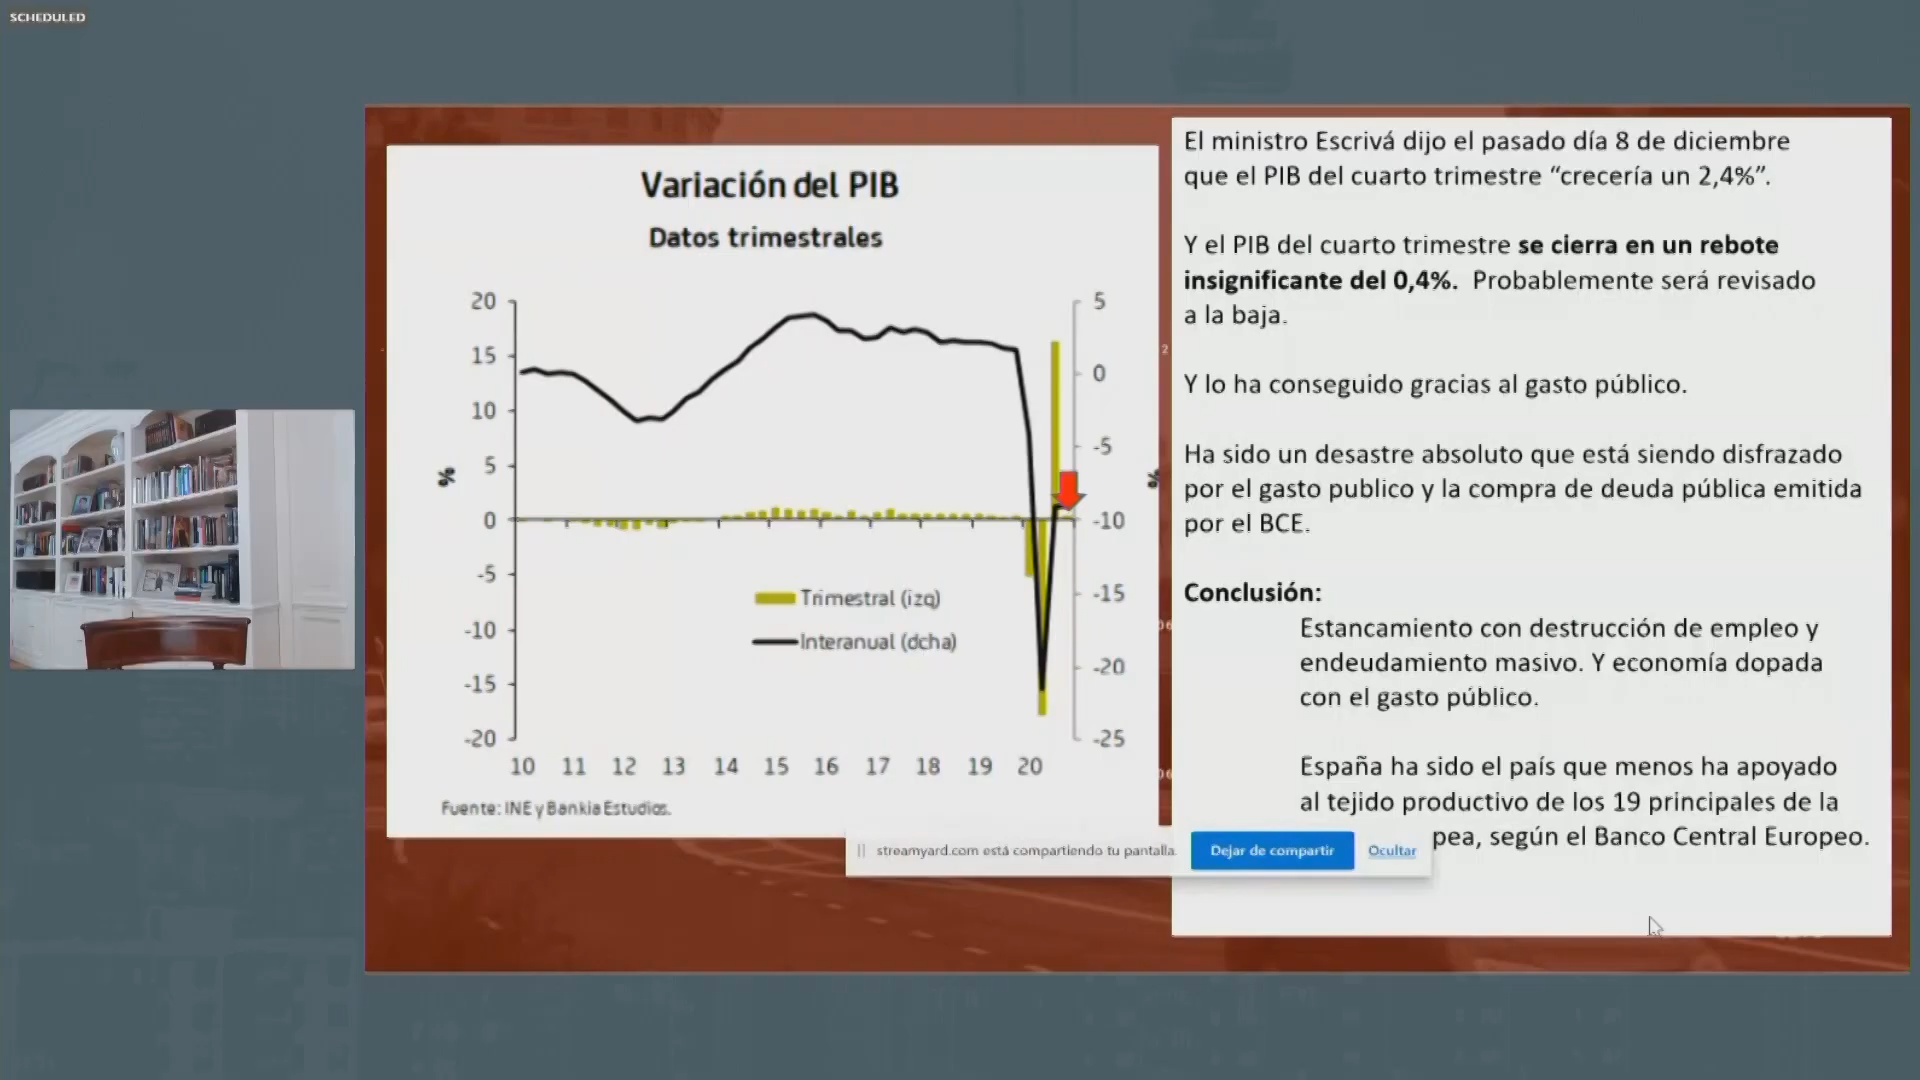 SCHEDULED
Variación del PIB
Datos trimestrales
20
15
10
5
0
-5
-10
-15
-20
%
5
0
-5
-10
-15
-20
-25
%
Trimestral (izq)
Interanual (dcha)
10 11 12 13 14 15 16 17 18 19 20
Fuente: INE y Bankia Estudios.
El ministro Escrivá dijo el pasado día 8 de diciembre
que el PIB del cuarto trimestre “crecería un 2,4%”.
Y el PIB del cuarto trimestre se cierra en un rebote
insignificante del 0,4%. Probablemente será revisado
a la baja.
Y lo ha conseguido gracias al gasto público.
Ha sido un desastre absoluto que está siendo disfrazado
por el gasto publico y la compra de deuda pública emitida
por el BCE.
Conclusión:
Estancamiento con destrucción de empleo y
endeudamiento masivo. Y economía dopada
con el gasto público.
España ha sido el país que menos ha apoyado
al tejido productivo de los 19 principales de la
pea, según el Banco Central Europeo.
streamyard.com está compartiendo tu pantalla.
Dejar de compartir
Ocultar